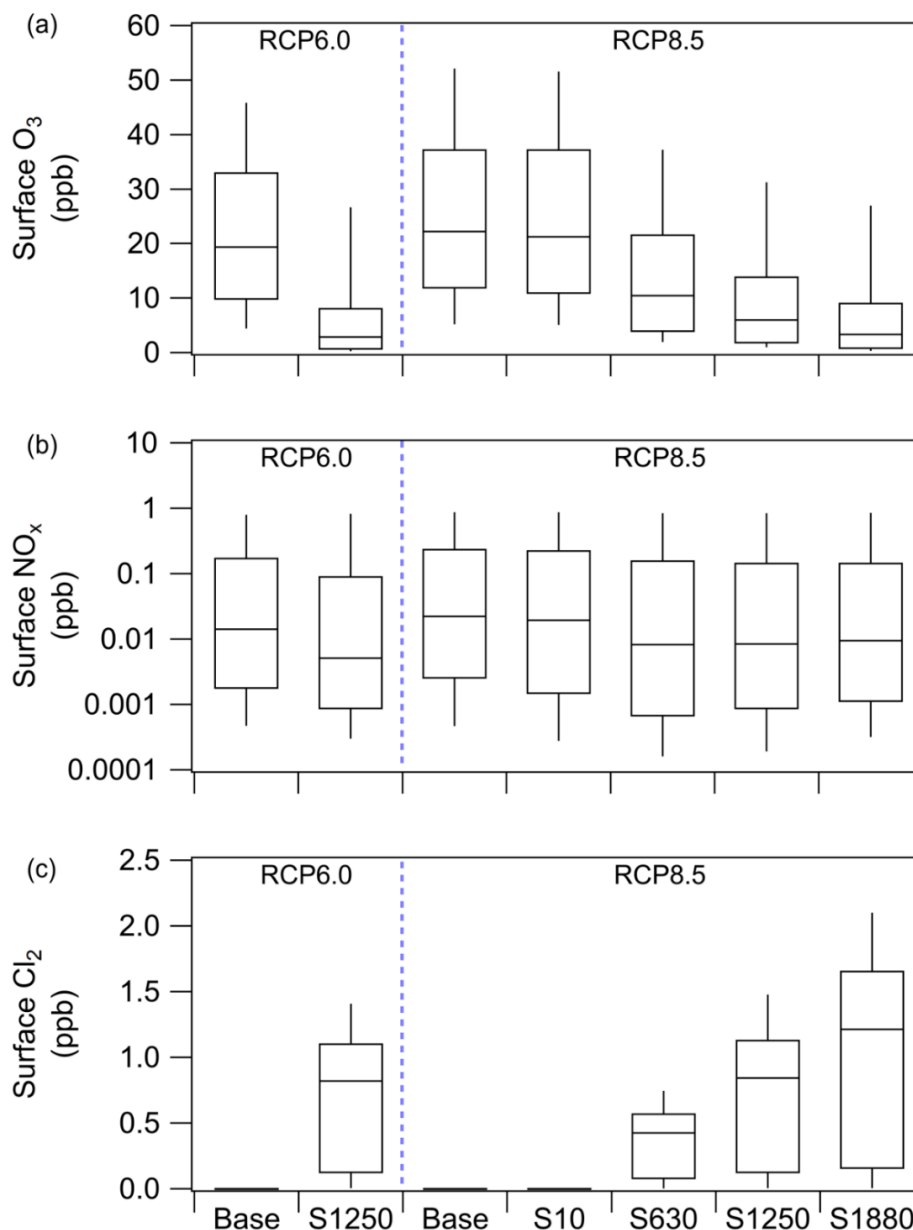 (a)
RCP6.0
RCP8.5
Surface O₃
(ppb)
60
50
40
30
20
10
0
(b)
RCP6.0
RCP8.5
Surface NOₓ
(ppb)
10
1
0.1
0.01
0.001
0.0001
(c)
RCP6.0
RCP8.5
Surface Cl₂
(ppb)
2.5
2.0
1.5
1.0
0.5
0.0
Base S1250 Base S10 S630 S1250 S1880